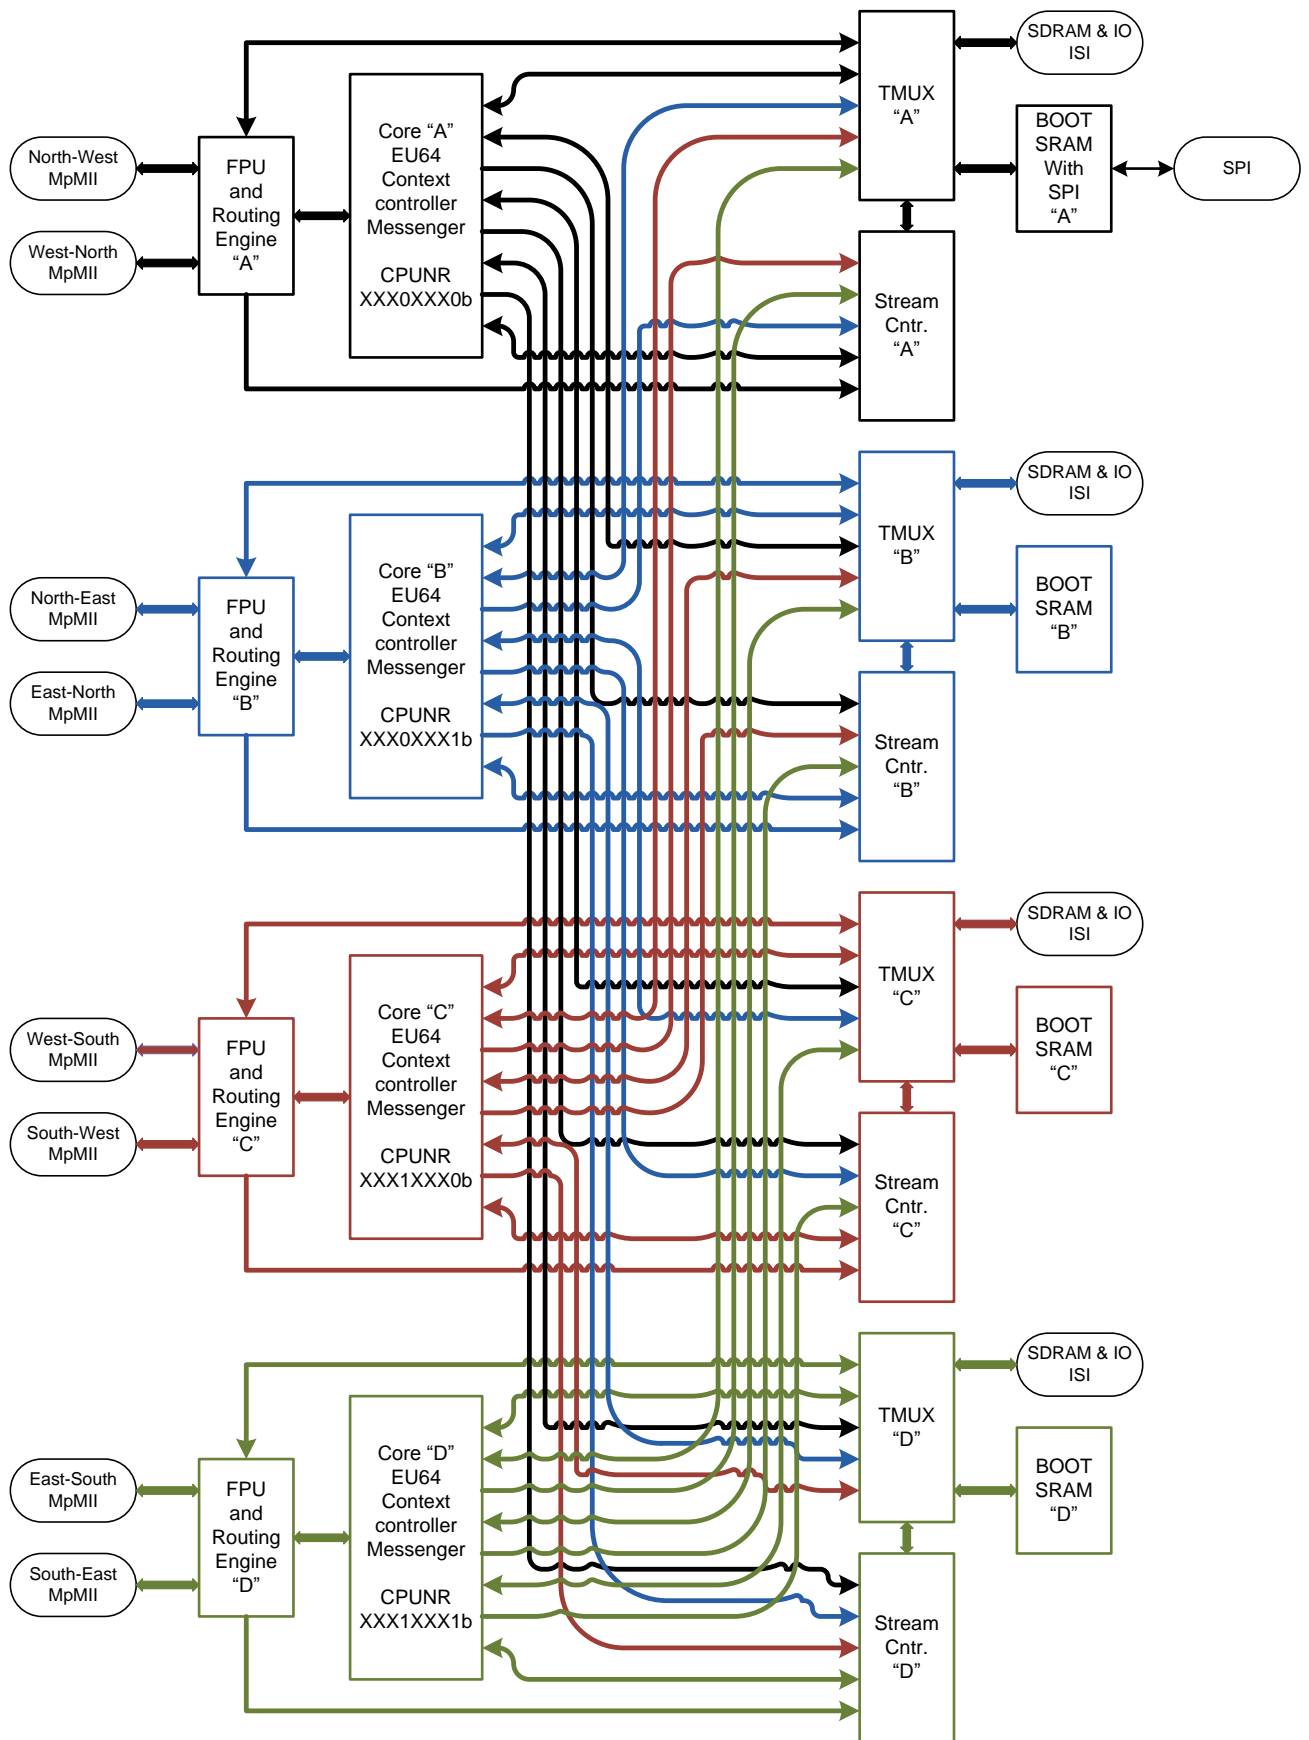 SDRAM & IO
ISI
TMUX
“A”
BOOT
SRAM
With
SPI
“A”
SPI
Core “A”
EU64
Context
controller
Messenger
CPUNR
XXX0XXX0b
North-West
MpMII
FPU
and
Routing
Engine
“A”
West-North
MpMII
Stream
Cntr.
“A”
SDRAM & IO
ISI
TMUX
“B”
BOOT
SRAM
“B”
Core “B”
EU64
Context
controller
Messenger
CPUNR
XXX0XXX1b
North-East
MpMII
FPU
and
Routing
Engine
“B”
East-North
MpMII
Stream
Cntr.
“B”
SDRAM & IO
ISI
TMUX
“C”
BOOT
SRAM
“C”
Core “C”
EU64
Context
controller
Messenger
CPUNR
XXX1XXX0b
West-South
MpMII
FPU
and
Routing
Engine
“C”
South-West
MpMII
Stream
Cntr.
“C”
SDRAM & IO
ISI
TMUX
“D”
BOOT
SRAM
“D”
Core “D”
EU64
Context
controller
Messenger
CPUNR
XXX1XXX1b
East-South
MpMII
FPU
and
Routing
Engine
“D”
South-East
MpMII
Stream
Cntr.
“D”